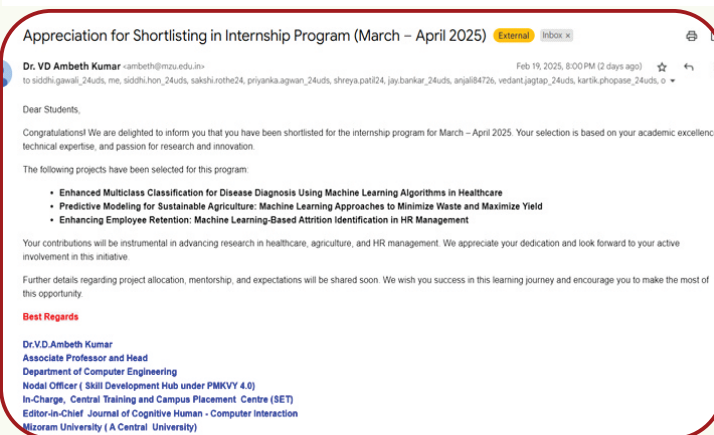 Appreciation for Shortlisting in Internship Program (March – April 2025) External Inbox ×
Dr. VD Ambeth Kumar <ambeth@mzu.edu.in> Feb 19, 2025, 8:00 PM (2 days ago)
to siddhi.gawali_24uds, me, siddhi.hon_24uds, sakshi.rothe24, priyanka.agwan_24uds, shreya.patil24, jay.bankar_24uds, anjali84726, vedant.jagtap_24uds, kartik.phopase_24uds, o
Dear Students,
Congratulations! We are delighted to inform you that you have been shortlisted for the internship program for March – April 2025. Your selection is based on your academic excellenc
technical expertise, and passion for research and innovation.
The following projects have been selected for this program:
• Enhanced Multiclass Classification for Disease Diagnosis Using Machine Learning Algorithms in Healthcare
• Predictive Modeling for Sustainable Agriculture: Machine Learning Approaches to Minimize Waste and Maximize Yield
• Enhancing Employee Retention: Machine Learning-Based Attrition Identification in HR Management
Your contributions will be instrumental in advancing research in healthcare, agriculture, and HR management. We appreciate your dedication and look forward to your active
involvement in this initiative.
Further details regarding project allocation, mentorship, and expectations will be shared soon. We wish you success in this learning journey and encourage you to make the most of
this opportunity.
Best Regards
Dr.V.D.Ambeth Kumar
Associate Professor and Head
Department of Computer Engineering
Nodal Officer ( Skill Development Hub under PMKVY 4.0)
In-Charge, Central Training and Campus Placement Centre (SET)
Editor-in-Chief Journal of Cognitive Human - Computer Interaction
Mizoram University ( A Central University)